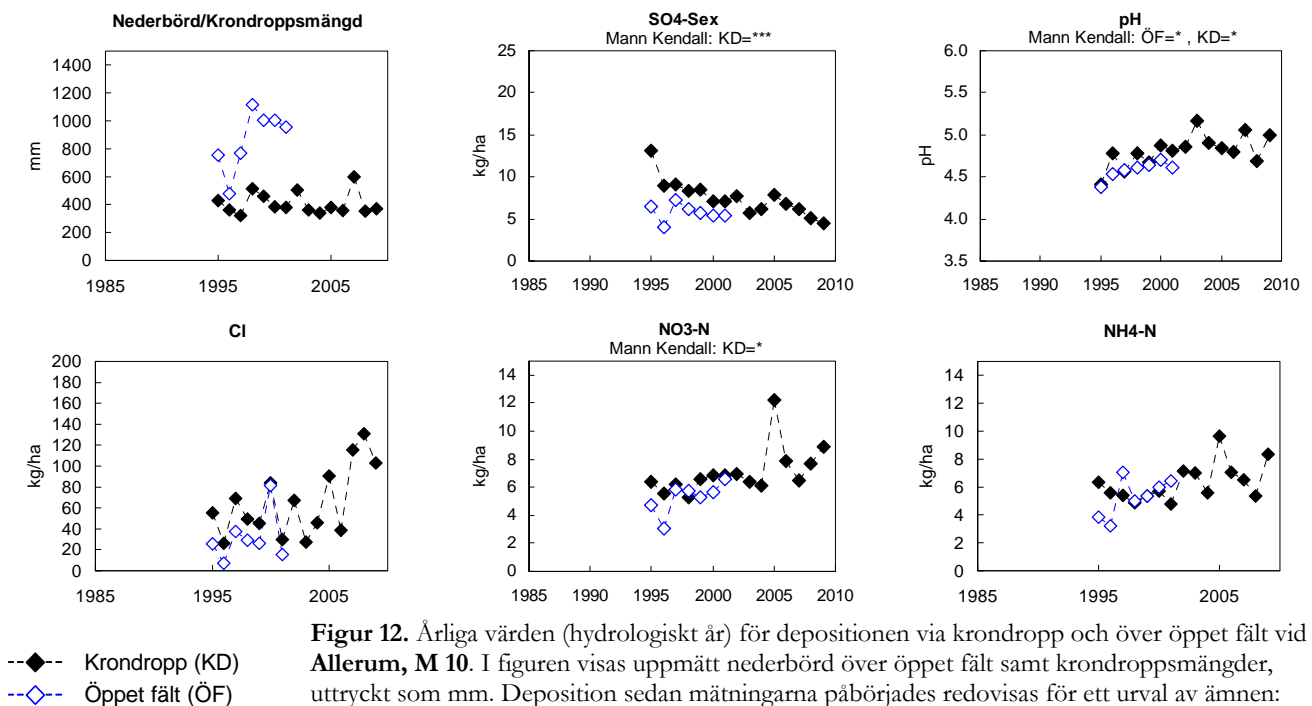 Nederbörd/Krondroppsmängd
mm
1400
1200
1000
800
600
400
200
0
1985 1995 2005
SO4-Sex
Mann Kendall: KD=***
kg/ha
25
20
15
10
5
0
1985 1990 1995 2000 2005 2010
pH
Mann Kendall: ÖF=* , KD=*
pH
6.0
5.0
4.5
4.0
3.5
1985 1990 1995 2000 2005 2010
Cl
kg/ha
200
180
160
140
120
100
80
60
40
20
0
1985 1995 2005
NO3-N
Mann Kendall: KD=*
kg/ha
14
12
10
8
6
4
2
0
1985 1990 1995 2000 2005 2010
NH4-N
kg/ha
14
12
10
8
6
4
2
0
1985 1995 2005
Krondropp (KD)
Öppet fält (ÖF)
Figur 12. Årliga värden (hydrologiskt år) för depositionen via krondropp och över öppet fält vid
Allerum, M 10. I figuren visas uppmätt nederbörd över öppet fält samt krondroppsmängder,
uttryckt som mm. Deposition sedan mätningarna påbörjades redovisas för ett urval av ämnen: